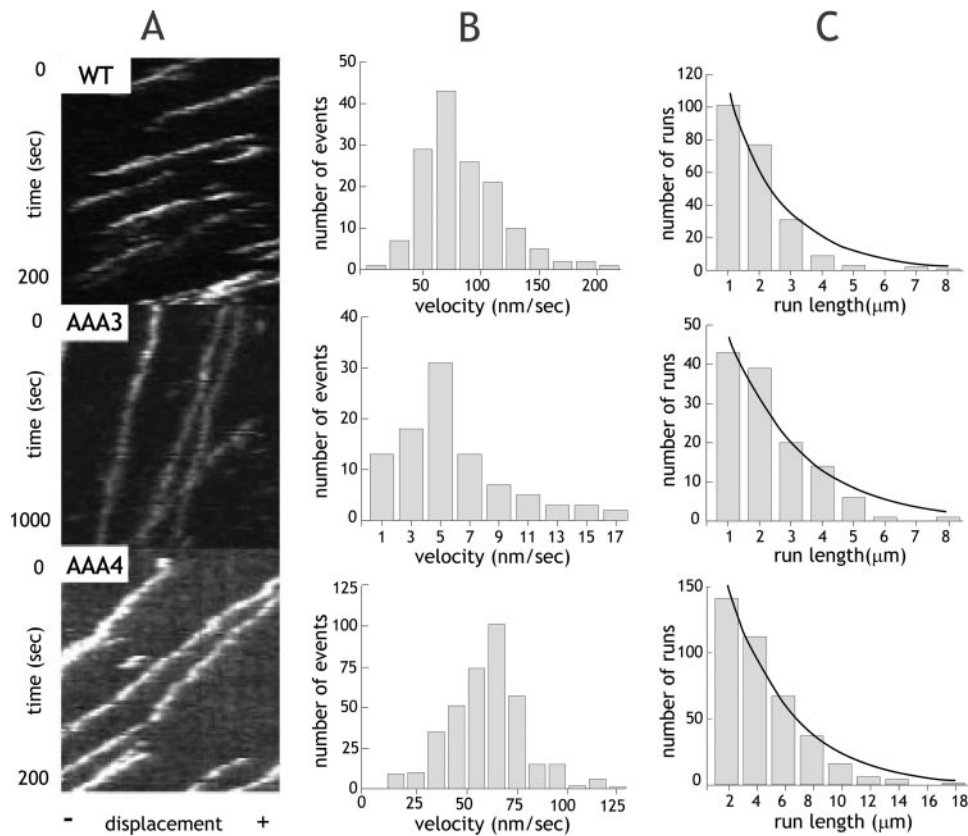 A
B
C
WT
0
time (sec)
200
AAA3
0
time (sec)
1000
AAA4
0
time (sec)
200
- displacement +
50
40
30
20
10
0
number of events
50 100 150 200
velocity (nm/sec)
120
100
80
60
40
20
0
number of runs
1 2 3 4 5 6 7 8
run length(μm)
40
30
20
10
0
number of events
1 3 5 7 9 11 13 15 17
velocity (nm/sec)
50
40
30
20
10
0
number of runs
1 2 3 4 5 6 7 8
run length(μm)
125
100
75
50
25
0
number of events
0 25 50 75 100 125
velocity (nm/sec)
150
100
50
0
number of runs
2 4 6 8 10 12 14 16 18
run length(μm)